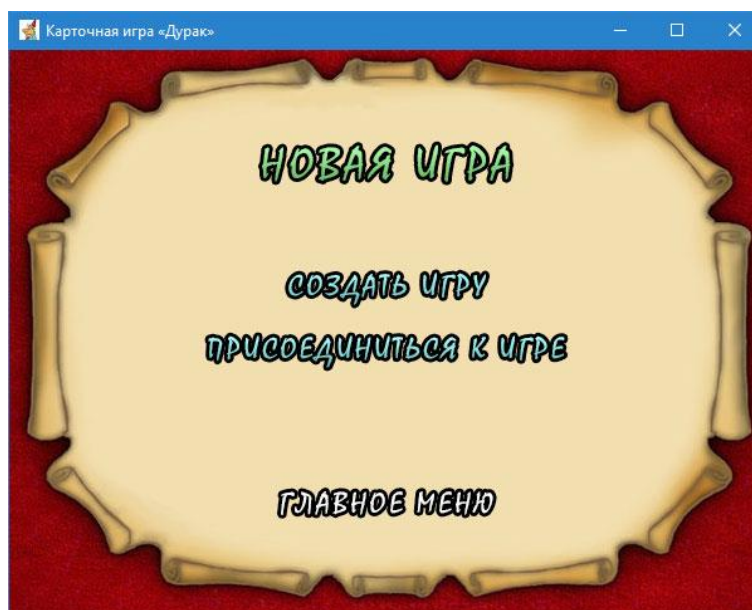 Карточная игра «Дурак»
НОВАЯ ИГРА
СОЗДАТЬ ИГРУ
ПРИСОЕДИНИТЬСЯ К ИГРЕ
ГЛАВНОЕ МЕНЮ